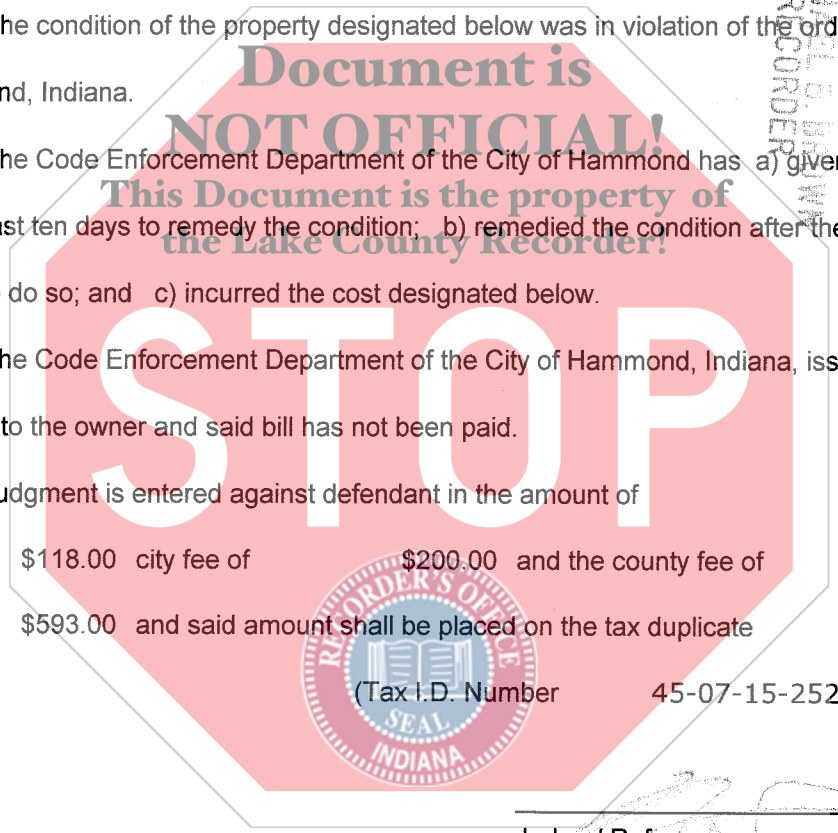 he condition of the property designated below was in violation of the ord
Document is
nd, Indiana.
NOT OFFICIAL!
he Code Enforcement Department of the City of Hammond has a) given
This Document is the property of
st ten days to remedy the condition; b) remedied the condition after the
the Lake County Recorder!
do so; and c) incurred the cost designated below.
STOP
he Code Enforcement Department of the City of Hammond, Indiana, iss
to the owner and said bill has not been paid.
udgment is entered against defendant in the amount of
$118.00 city fee of $200.00 and the county fee of
$593.00 and said amount shall be placed on the tax duplicate
(Tax I.D. Number 45-07-15-252
RECORDER'S OFFICE
SEAL
INDIANA
RECORDER